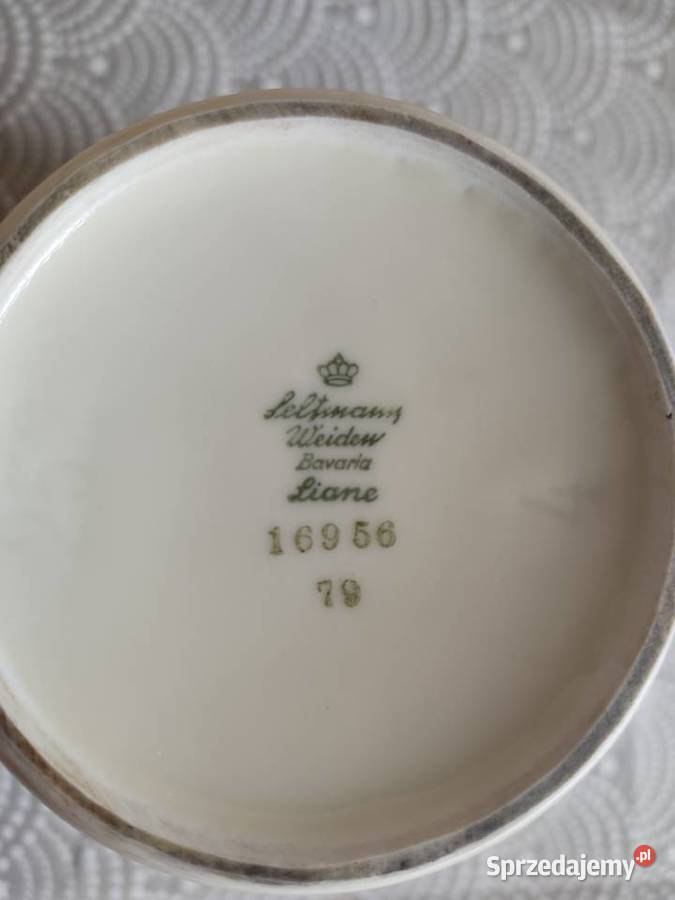 Seltmann
Weiden
Bavaria
Liane
16956
79
Sprzedajemy.pl